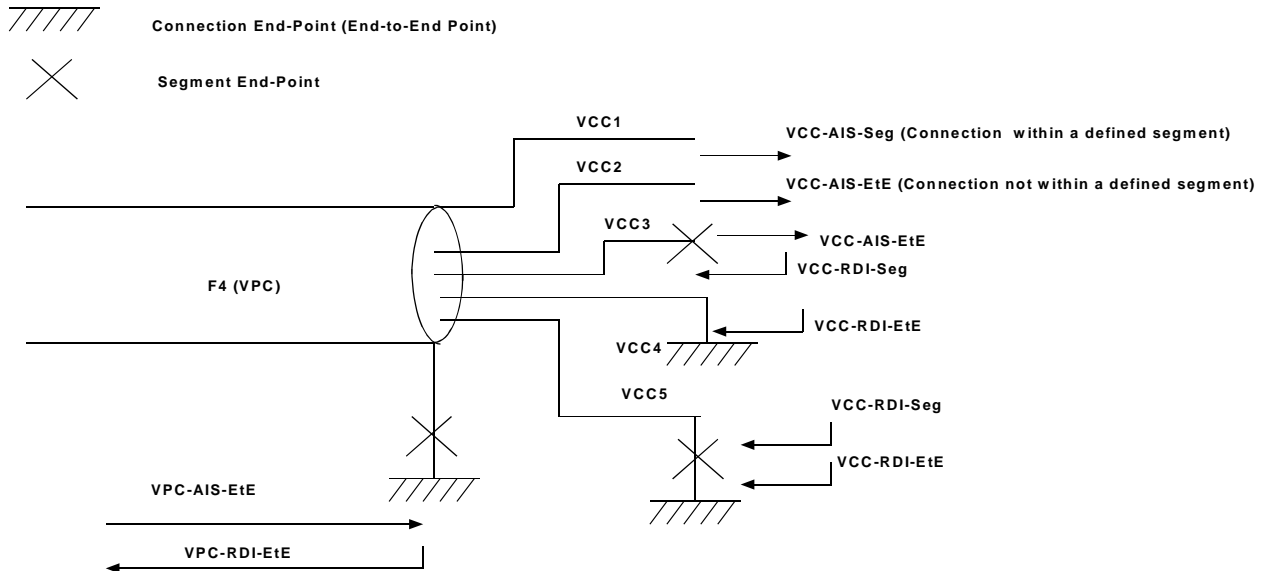 Connection End-Point (End-to-End Point)
Segment End-Point
VCC1
VCC-AIS-Seg (Connection within a defined segment)
VCC2
VCC-AIS-EtE (Connection not within a defined segment)
VCC3
VCC-AIS-EtE
VCC-RDI-Seg
F4 (VPC)
VCC-RDI-EtE
VCC4
VCC5
VCC-RDI-Seg
VCC-RDI-EtE
VPC-AIS-EtE
VPC-RDI-EtE